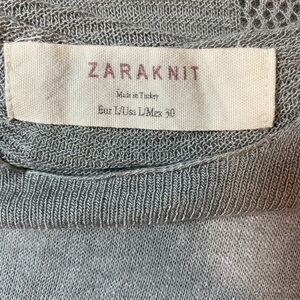 ZARAKNIT
Made in Turkey
Eur L/Usa L/Mex 30